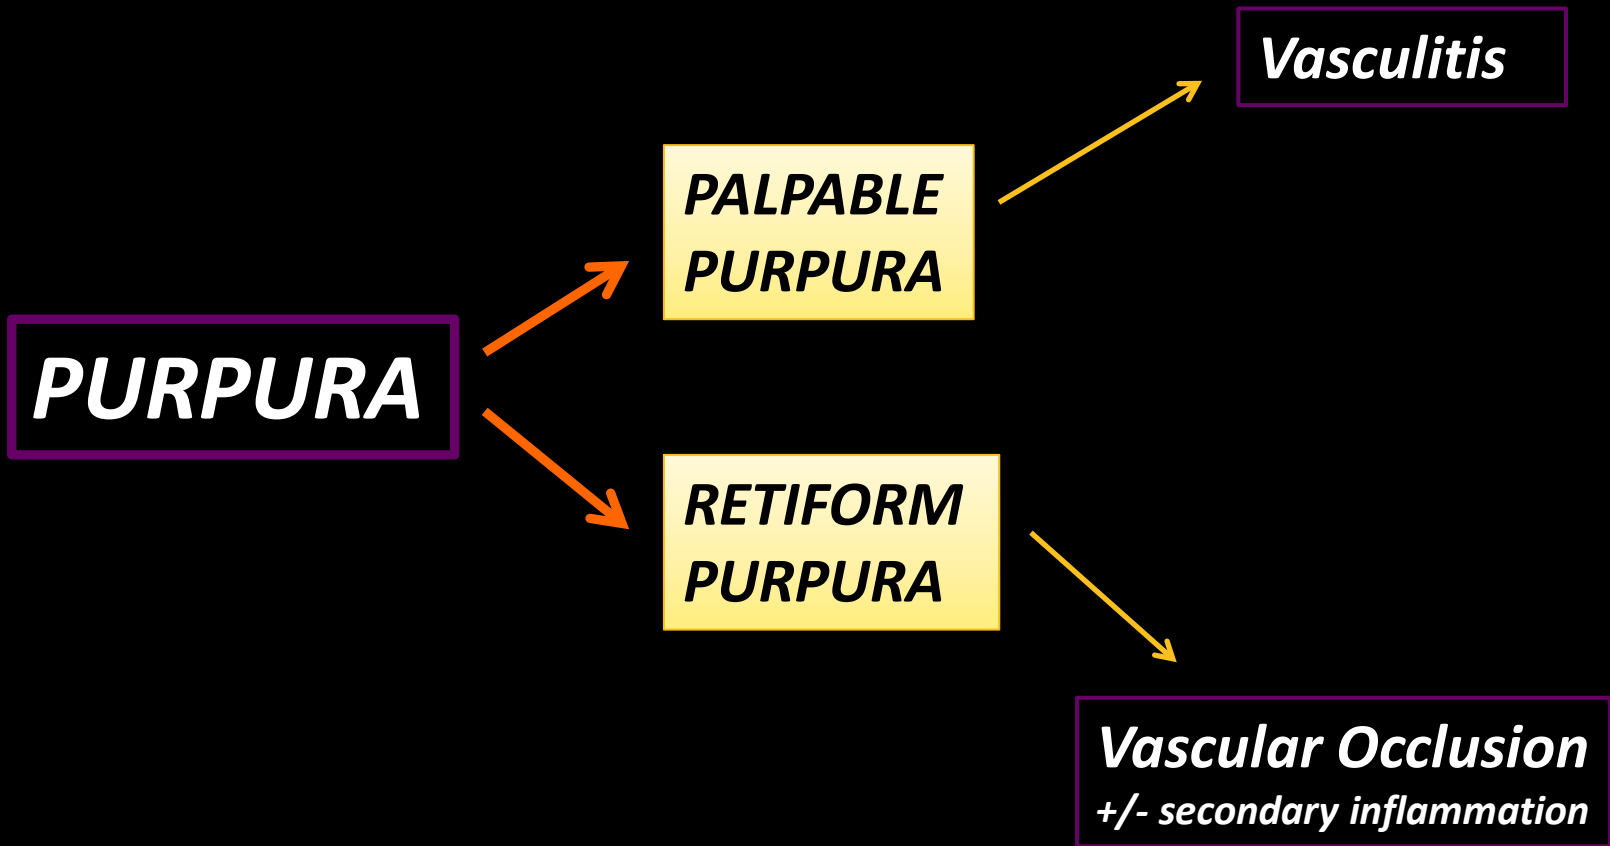 Vasculitis
PALPABLE
PURPURA
PURPURA
RETIFORM
PURPURA
Vascular Occlusion
+/- secondary inflammation